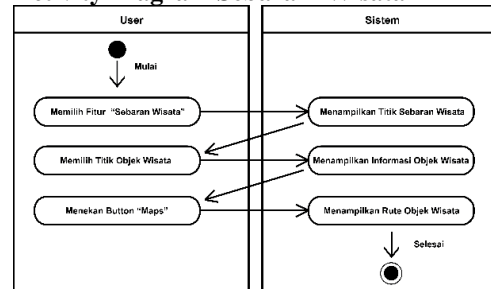 User
Sistem
Mulai
Memilih Fitur "Sebaran Wisata"
Menampilkan Titik Sebaran Wisata
Memilih Titik Objek Wisata
Menampilkan Informasi Objek Wisata
Menekan Button "Maps"
Menampilkan Rute Objek Wisata
Selesai